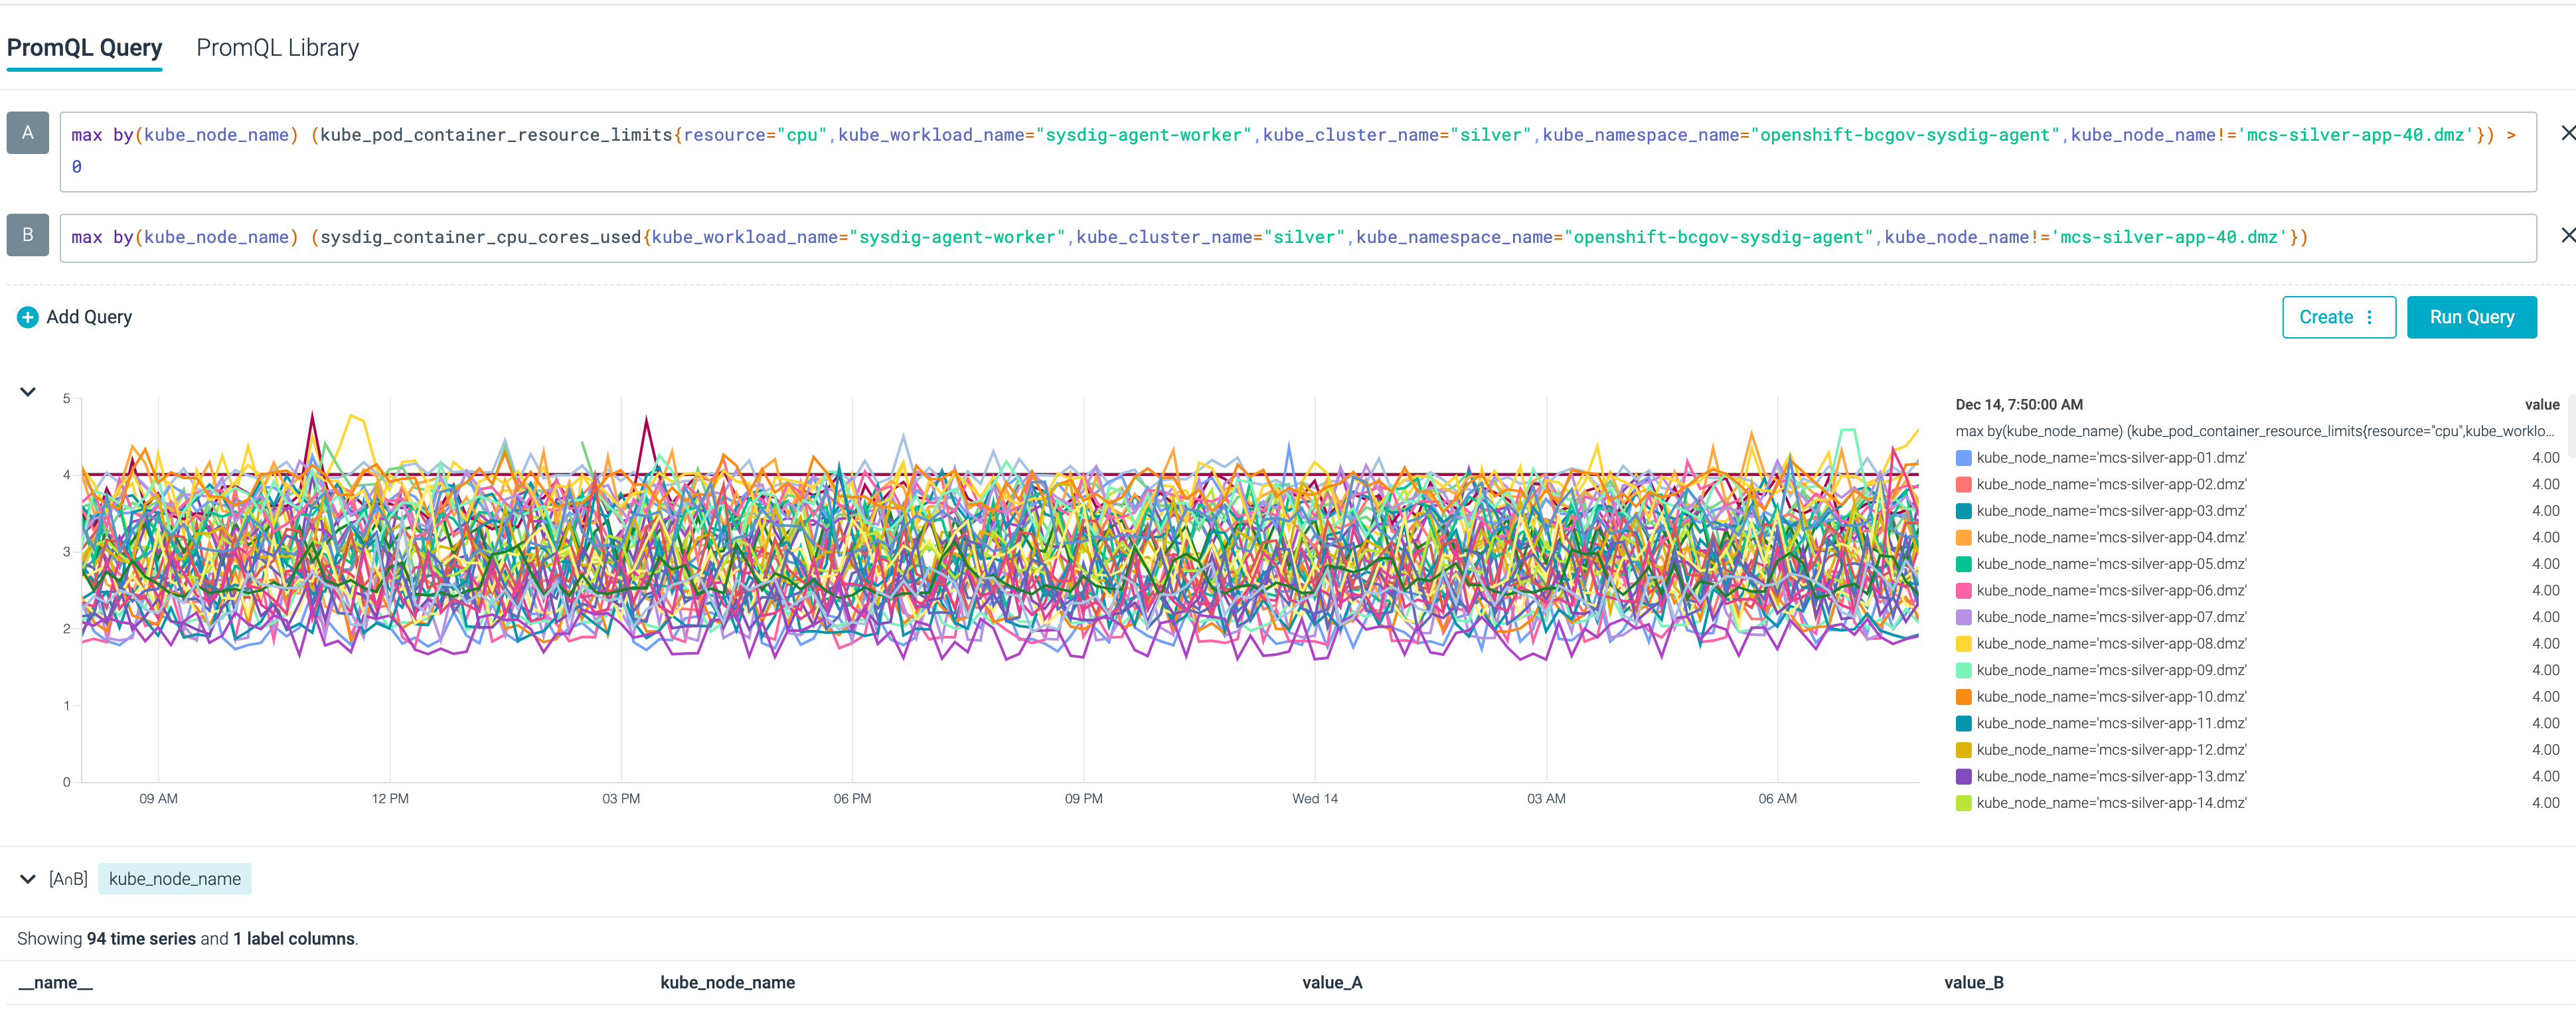 PromQL Query PromQL Library
A
max by(kube_node_name) (kube_pod_container_resource_limits{resource="cpu",kube_workload_name="sysdig-agent-worker",kube_cluster_name="silver",kube_namespace_name="openshift-bcgov-sysdig-agent",kube_node_name!='mcs-silver-app-40.dmz'}) >
0
B
max by(kube_node_name) (sysdig_container_cpu_cores_used{kube_workload_name="sysdig-agent-worker",kube_cluster_name="silver",kube_namespace_name="openshift-bcgov-sysdig-agent",kube_node_name!='mcs-silver-app-40.dmz'})
Add Query
Create
Run Query
5
4
3
2
1
0
09 AM
12 PM
03 PM
06 PM
09 PM
Wed 14
03 AM
06 AM
Dec 14, 7:50:00 AM value
max by(kube_node_name) (kube_pod_container_resource_limits{resource="cpu",kube_worklo...
kube_node_name='mcs-silver-app-01.dmz' 4.00
kube_node_name='mcs-silver-app-02.dmz' 4.00
kube_node_name='mcs-silver-app-03.dmz' 4.00
kube_node_name='mcs-silver-app-04.dmz' 4.00
kube_node_name='mcs-silver-app-05.dmz' 4.00
kube_node_name='mcs-silver-app-06.dmz' 4.00
kube_node_name='mcs-silver-app-07.dmz' 4.00
kube_node_name='mcs-silver-app-08.dmz' 4.00
kube_node_name='mcs-silver-app-09.dmz' 4.00
kube_node_name='mcs-silver-app-10.dmz' 4.00
kube_node_name='mcs-silver-app-11.dmz' 4.00
kube_node_name='mcs-silver-app-12.dmz' 4.00
kube_node_name='mcs-silver-app-13.dmz' 4.00
kube_node_name='mcs-silver-app-14.dmz' 4.00
[A∩B] kube_node_name
Showing 94 time series and 1 label columns.
__name__ kube_node_name value_A value_B